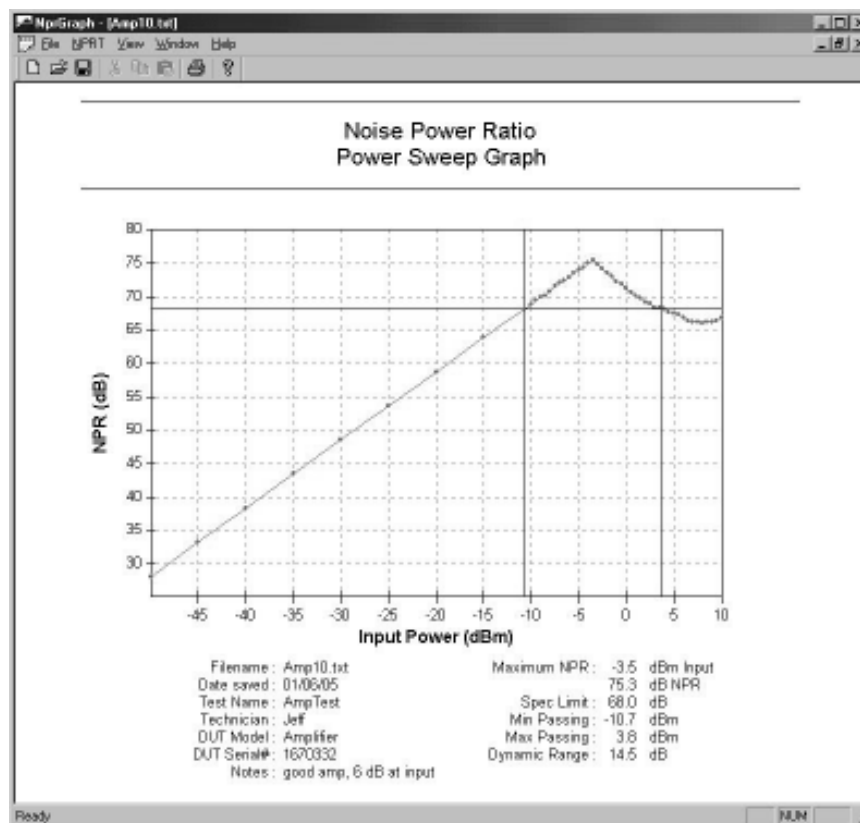 NprGraph - [Amp10.txt]
File NPRT View Window Help
Noise Power Ratio
Power Sweep Graph
80
75
70
65
60
55
50
45
40
35
30
NPR (dB)
-45 -40 -35 -30 -25 -20 -15 -10 -5 0 5 10
Input Power (dBm)
Filename : Amp10.txt
Date saved : 01/06/05
Test Name : AmpTest
Technician : Jeff
DUT Model : Amplifier
DUT Serial# : 1670332
Notes : good amp, 6 dB at input
Maximum NPR : -3.5 dBm Input
75.3 dB NPR
Spec Limit : 68.0 dB
Min Passing : -10.7 dBm
Max Passing : 3.8 dBm
Dynamic Range : 14.5 dB
Ready NUM